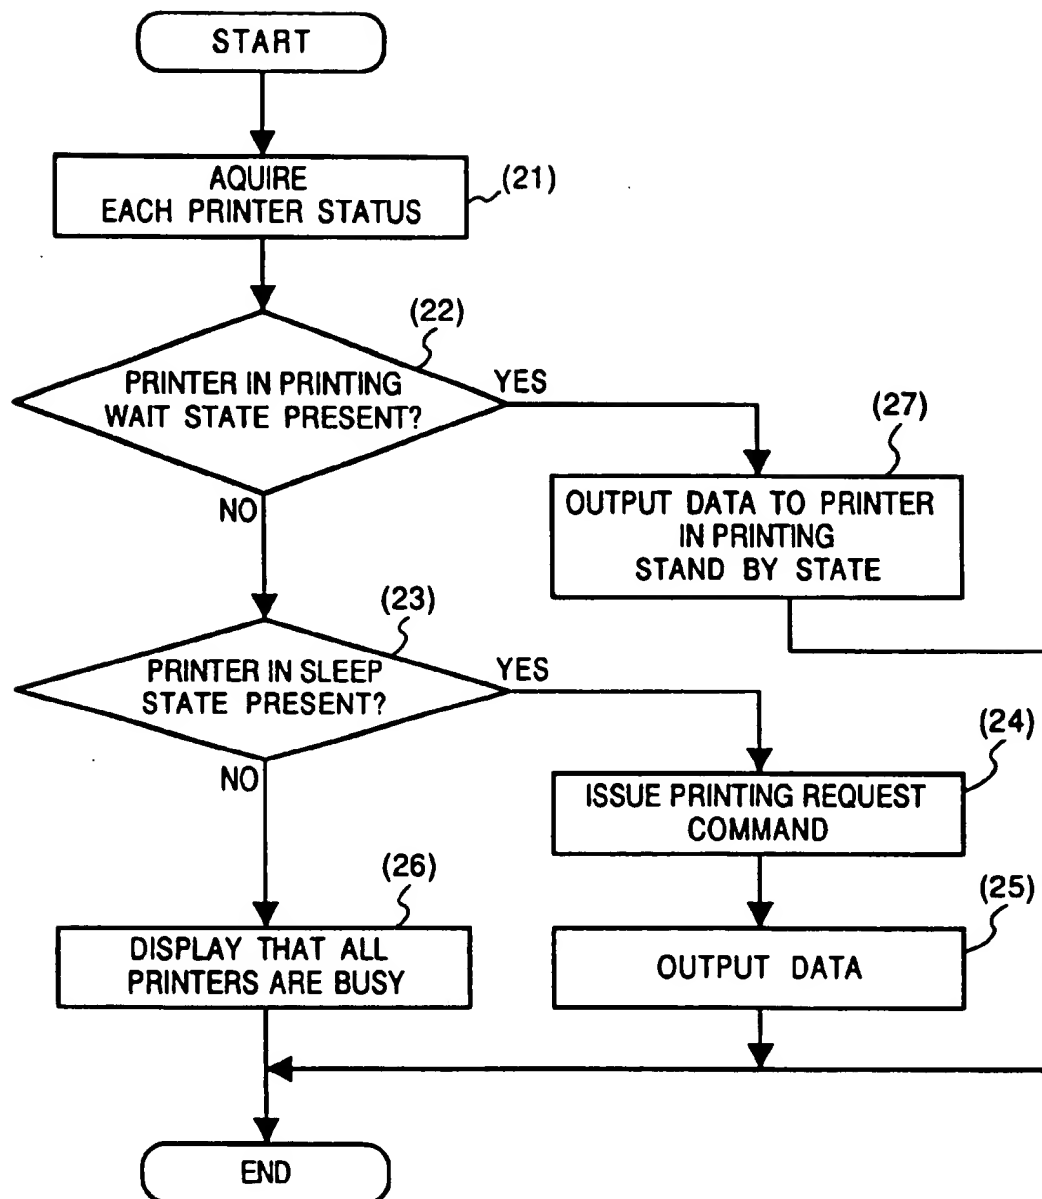 START
AQUIRE
EACH PRINTER STATUS
(21)
(22)
PRINTER IN PRINTING
WAIT STATE PRESENT?
YES
NO
(27)
OUTPUT DATA TO PRINTER
IN PRINTING
STAND BY STATE
(23)
PRINTER IN SLEEP
STATE PRESENT?
YES
NO
(24)
ISSUE PRINTING REQUEST
COMMAND
(26)
DISPLAY THAT ALL
PRINTERS ARE BUSY
(25)
OUTPUT DATA
END